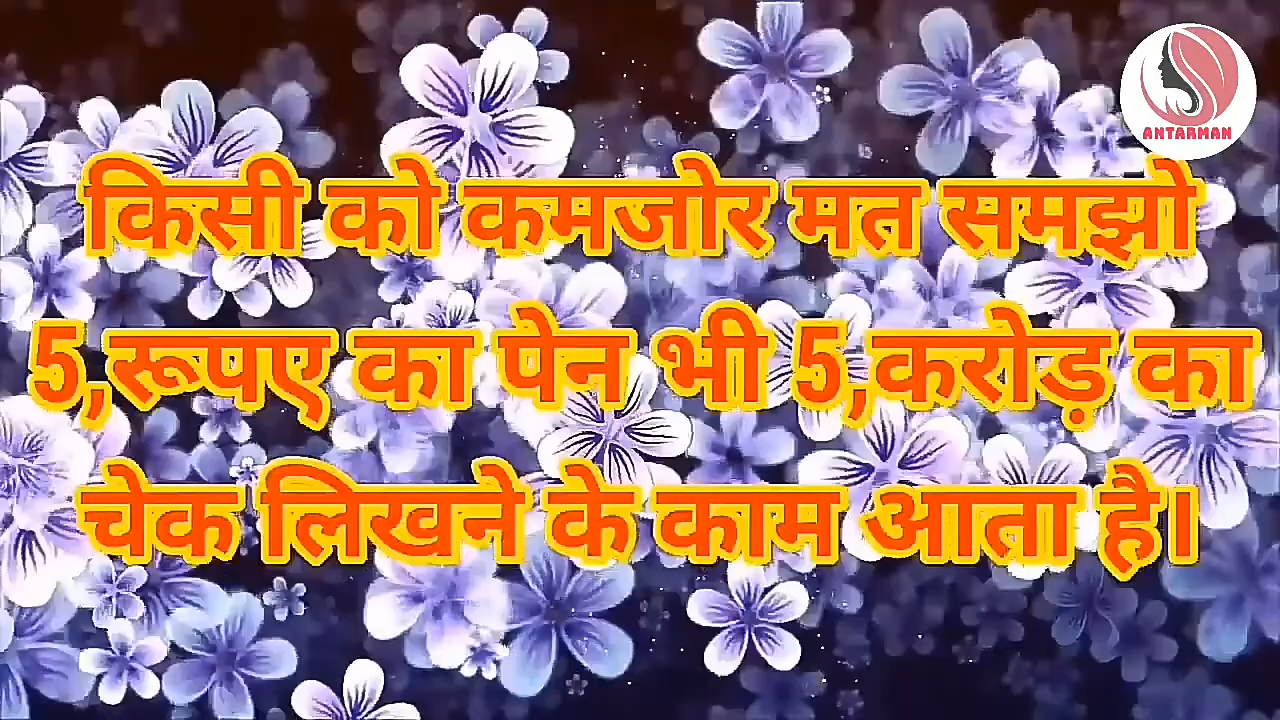 ANTARMAN
किसी को कमजोर मत समझो
5,रूपए का पेन भी 5,करोड़ का
चेक लिखने के काम आता है।